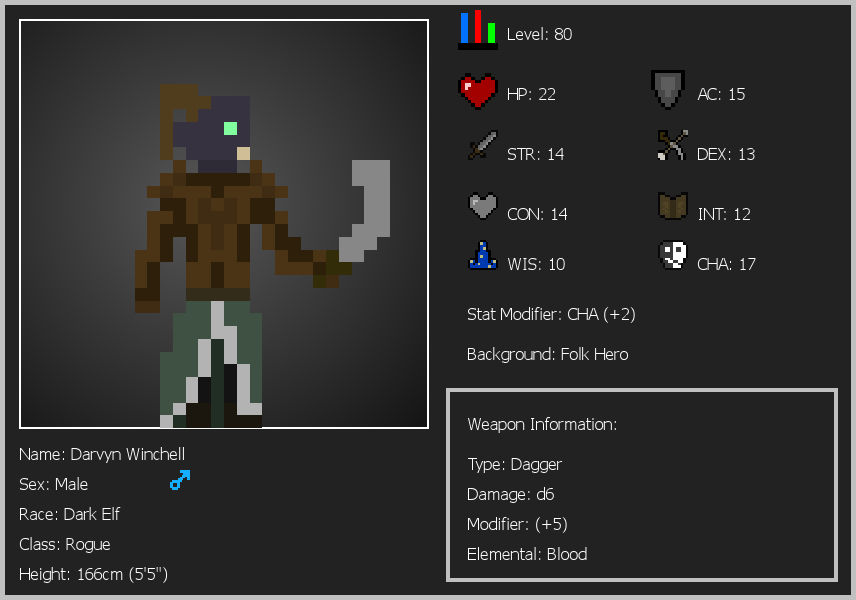 Level: 80
HP: 22
AC: 15
STR: 14
DEX: 13
CON: 14
INT: 12
WIS: 10
CHA: 17
Stat Modifier: CHA (+2)
Background: Folk Hero
Weapon Information:
Type: Dagger
Damage: d6
Modifier: (+5)
Elemental: Blood
Name: Darvyn Winchell
Sex: Male
Race: Dark Elf
Class: Rogue
Height: 166cm (5'5")